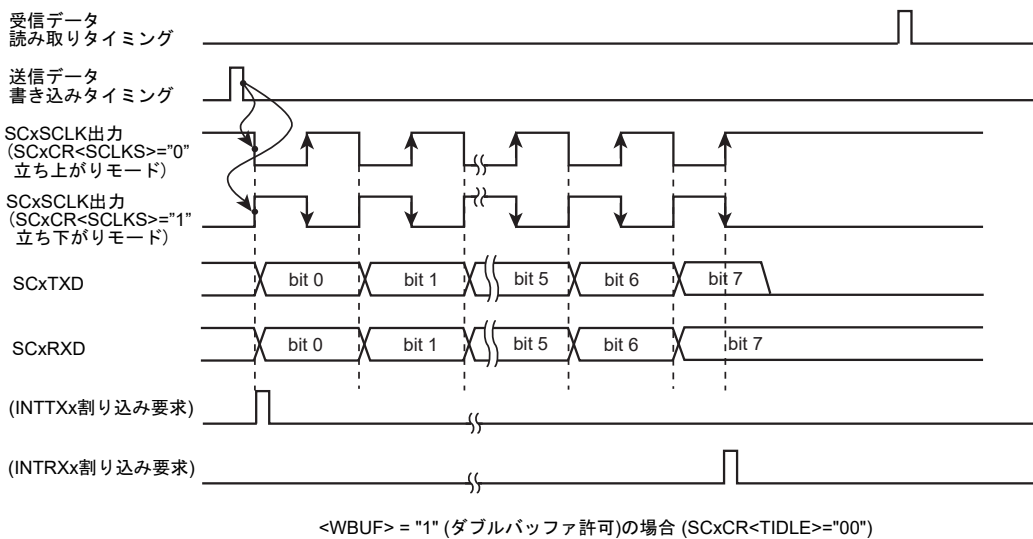 受信データ
読み取りタイミング
送信データ
書き込みタイミング
SCxSCLK出力
(SCxCR<SCLKS>="0"
立ち上がりモード)
SCxSCLK出力
(SCxCR<SCLKS>="1"
立ち下がりモード)
SCxTXD
bit 0
bit 1
bit 5
bit 6
bit 7
SCxRXD
bit 0
bit 1
bit 5
bit 6
bit 7
(INTTXx割り込み要求)
(INTRXx割り込み要求)
<WBUF> = "1" (ダブルバッファ許可)の場合 (SCxCR<TIDLE>="00")